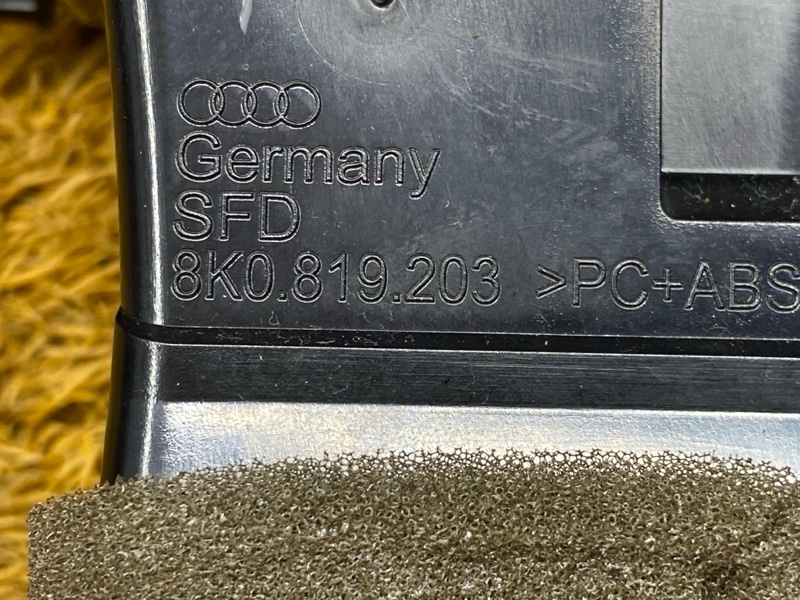 Germany
SFD
8K0.819.203 >PC+ABS